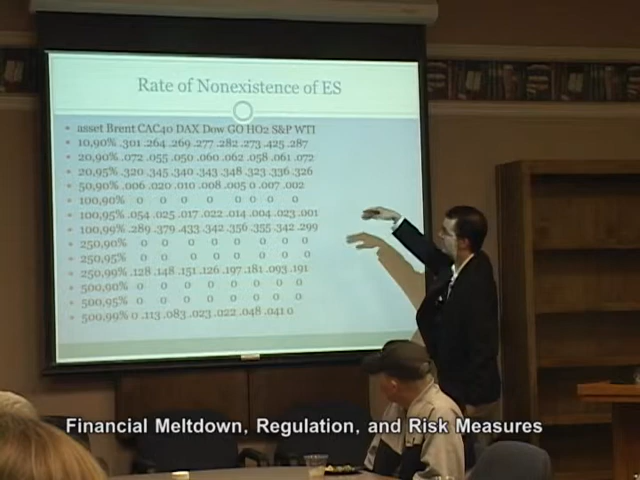 Rate of Nonexistence of ES
asset Brent CAC40 DAX Dow GO HO2 S&P WTI
10,90% .301 .264 .269 .277 .282 .273 .425 .287
20,90% .072 .055 .050 .060 .062 .058 .061 .072
20,95% .320 .345 .340 .343 .348 .323 .336 .326
50,90% .006 .020 .010 .008 .005 0 .007 .002
100,90% 0 0 0 0 0 0 0 0
100,95% .054 .025 .017 .022 .014 .004 .023 .001
100,99% .289 .379 .433 .342 .356 .355 .342 .299
250,90% 0 0 0 0 0 0 0 0
250,95% 0 0 0 0 0 0 0 0
250,99% .128 .148 .151 .126 .197 .181 .093 .191
500,90% 0 0 0 0 0 0 0 0
500,95% 0 0 0 0 0 0 0 0
500,99% 0 .113 .083 .023 .022 .048 .041 0
Financial Meltdown, Regulation, and Risk Measures